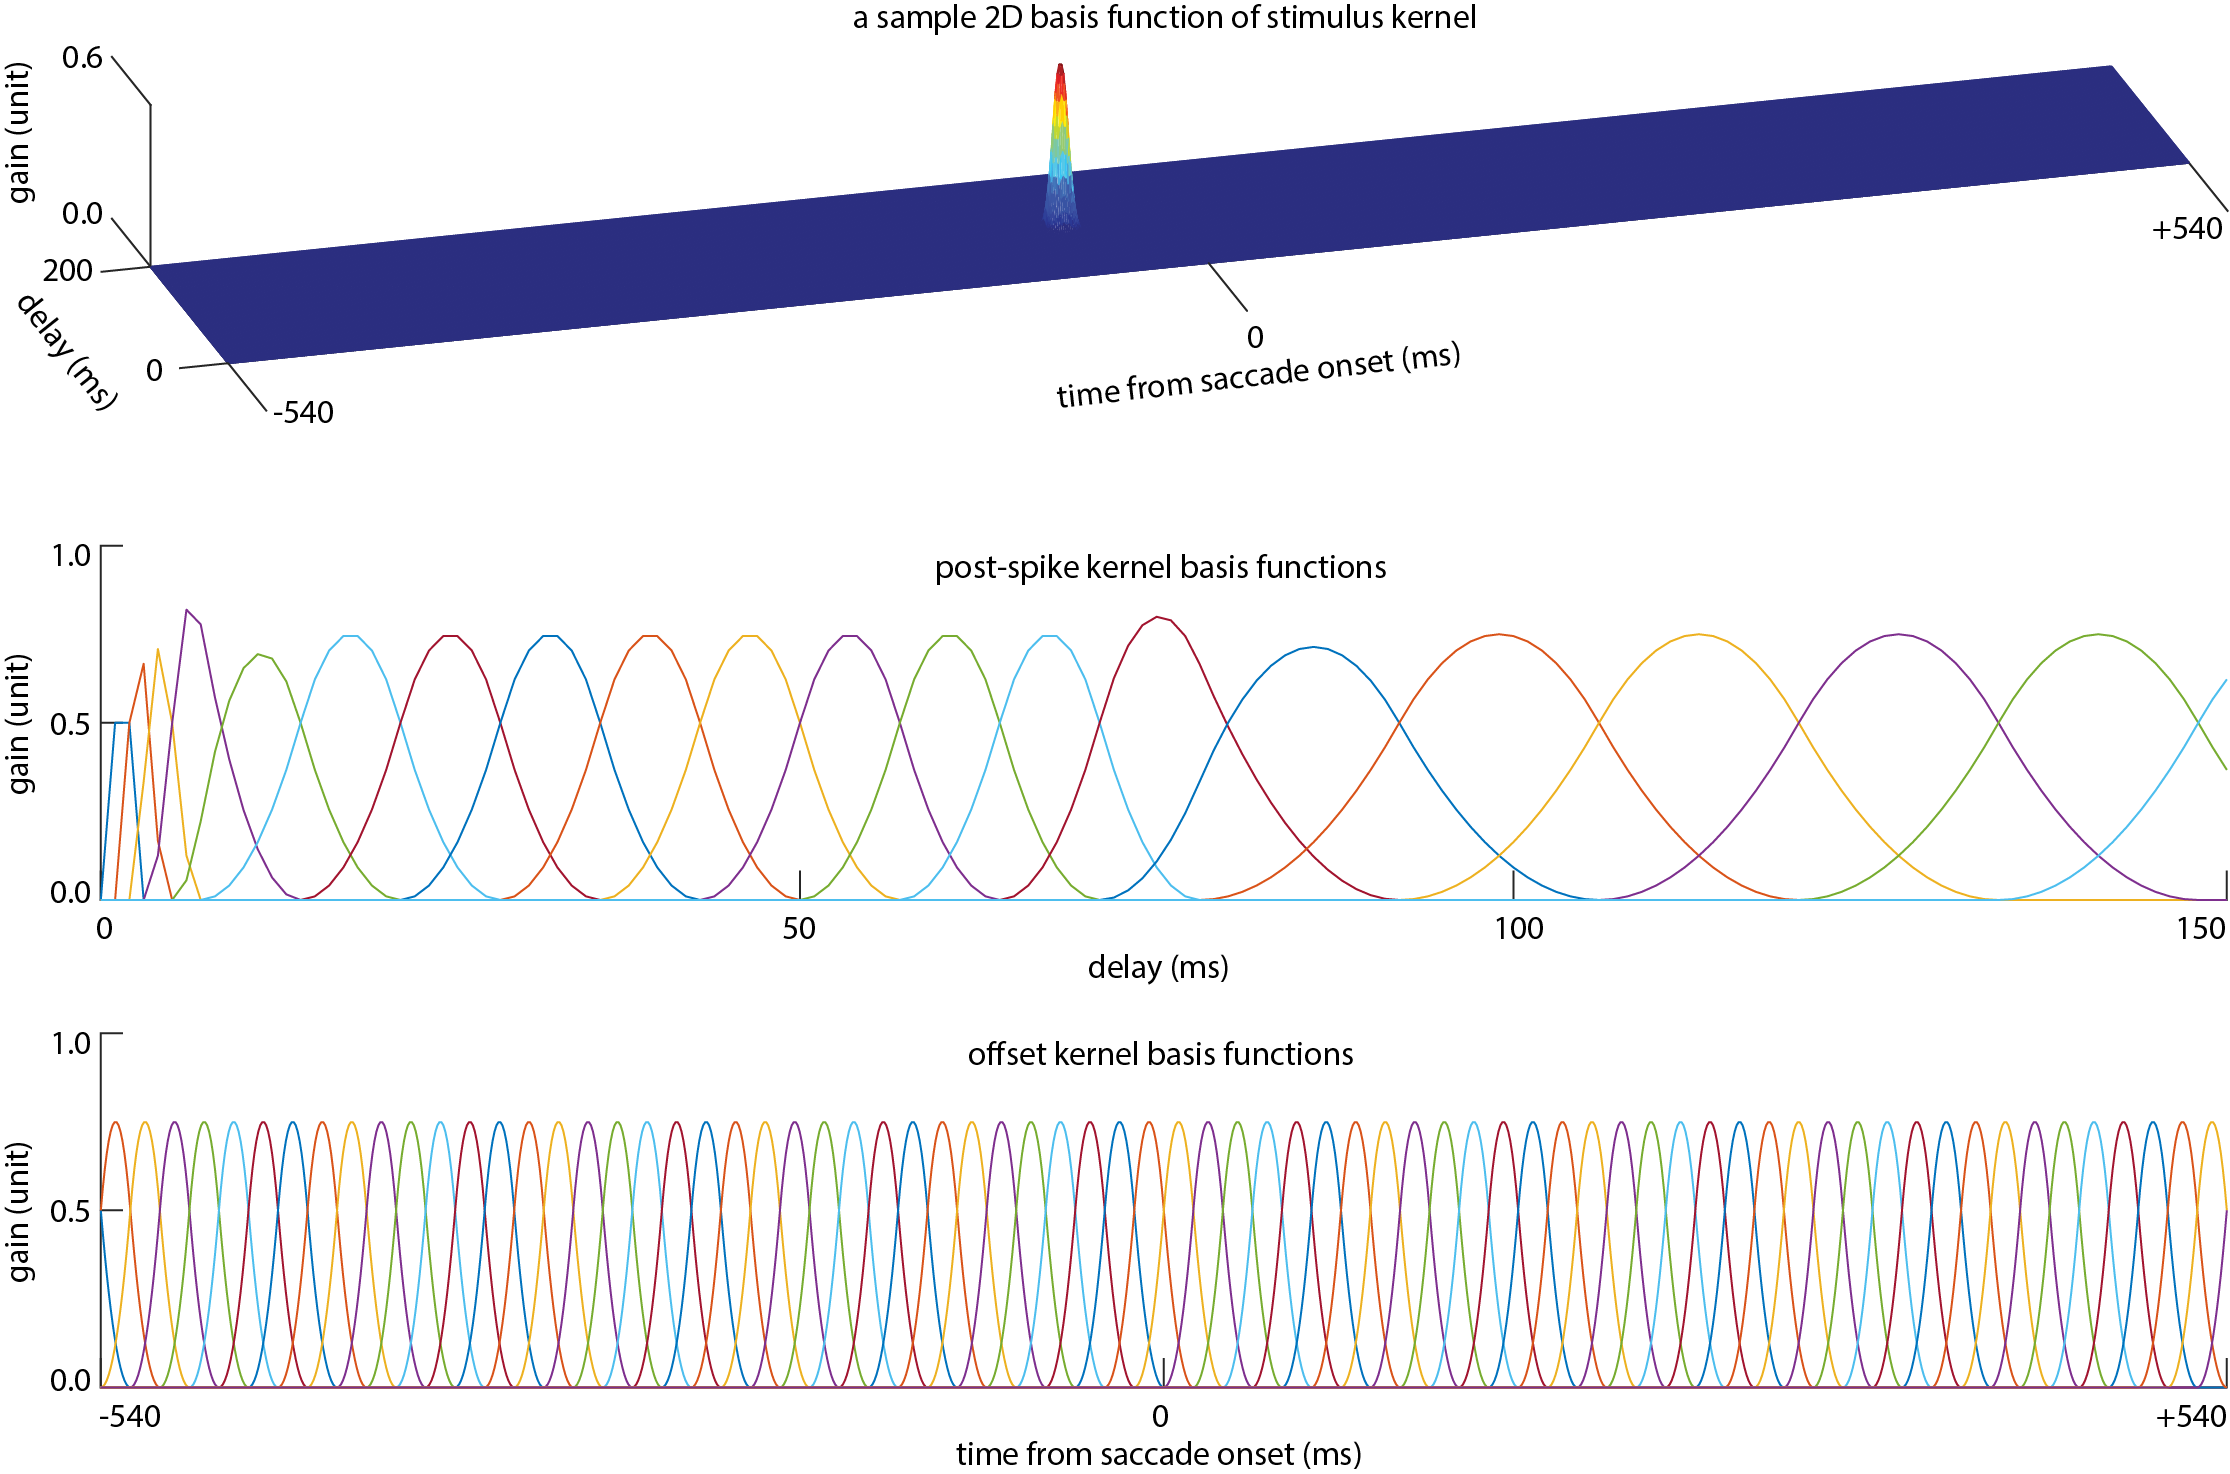 a sample 2D basis function of stimulus kernel
0.6
gain (unit)
0.0
200
delay (ms)
0
-540
0
+540
time from saccade onset (ms)
post-spike kernel basis functions
1.0
0.5
0.0
gain (unit)
0
50
100
150
delay (ms)
offset kernel basis functions
1.0
0.5
0.0
gain (unit)
-540
0
+540
time from saccade onset (ms)